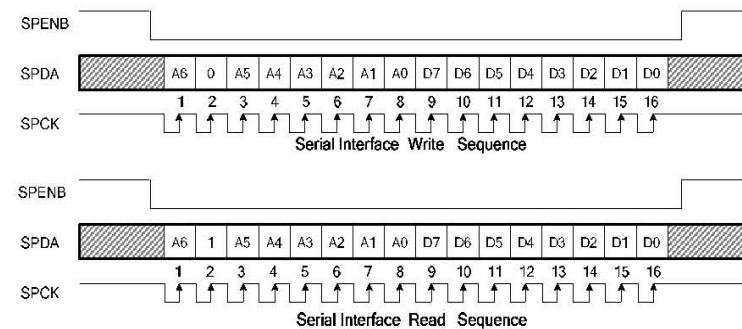 SPENB
SPDA A6 0 A5 A4 A3 A2 A1 A0 D7 D6 D5 D4 D3 D2 D1 D0
1 2 3 4 5 6 7 8 9 10 11 12 13 14 15 16
SPCK
Serial Interface Write Sequence
SPENB
SPDA A6 1 A5 A4 A3 A2 A1 A0 D7 D6 D5 D4 D3 D2 D1 D0
1 2 3 4 5 6 7 8 9 10 11 12 13 14 15 16
SPCK
Serial Interface Read Sequence